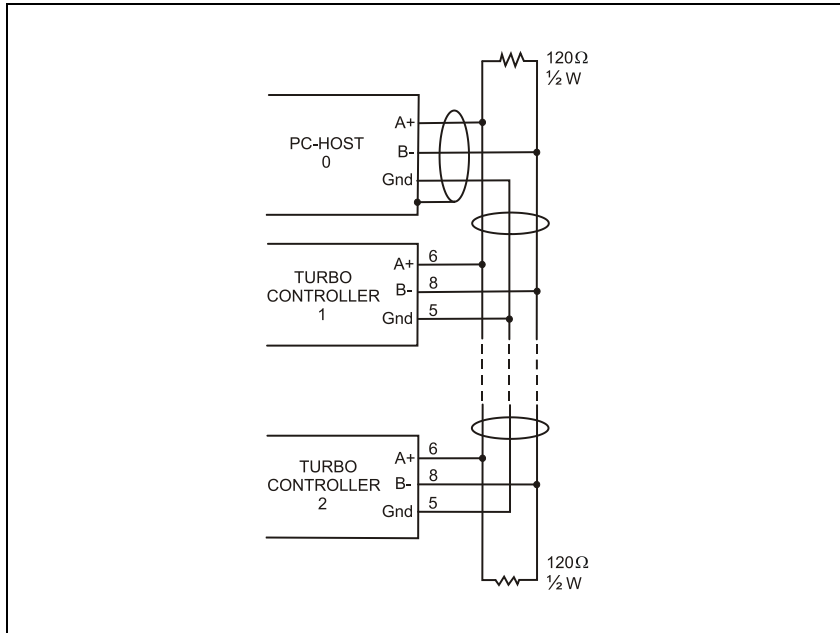 120Ω
½ W
PC-HOST
0
A+
B-
Gnd
TURBO
CONTROLLER
1
A+ 6
B- 8
Gnd 5
TURBO
CONTROLLER
2
A+ 6
B- 8
Gnd 5
120Ω
½ W